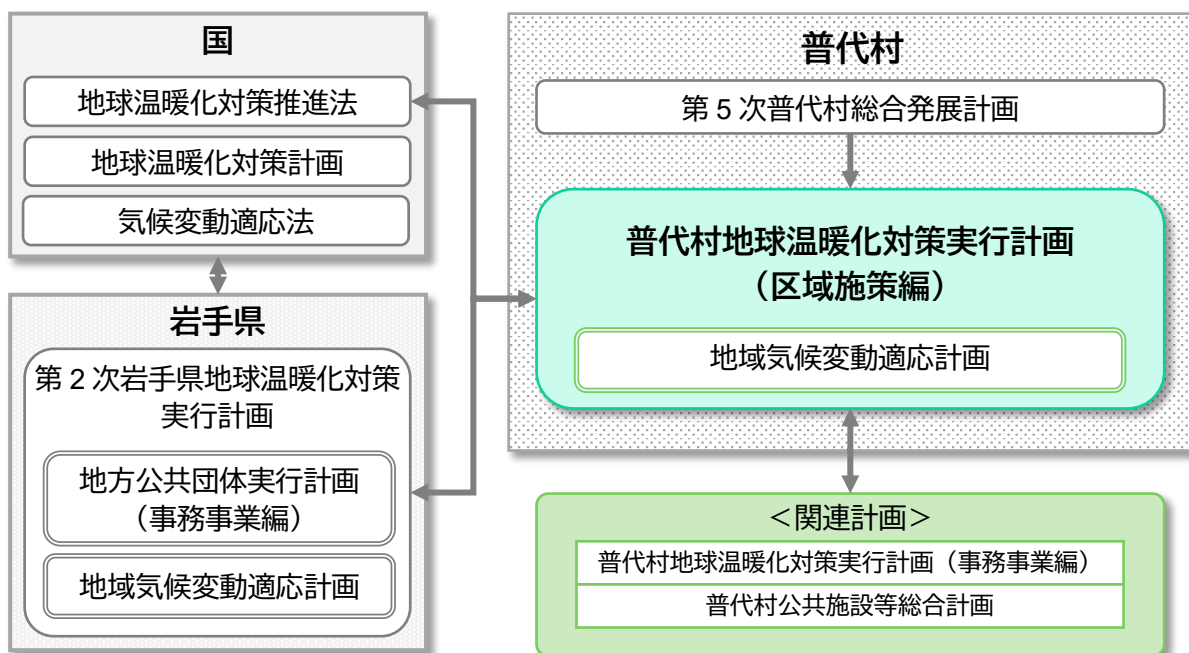 国
地球温暖化対策推進法
地球温暖化対策計画
気候変動適応法
岩手県
第2次岩手県地球温暖化対策
実行計画
地方公共団体実行計画
（事務事業編）
地域気候変動適応計画
普代村
第5次普代村総合発展計画
普代村地球温暖化対策実行計画
（区域施策編）
地域気候変動適応計画
＜関連計画＞
普代村地球温暖化対策実行計画（事務事業編）
普代村公共施設等総合計画